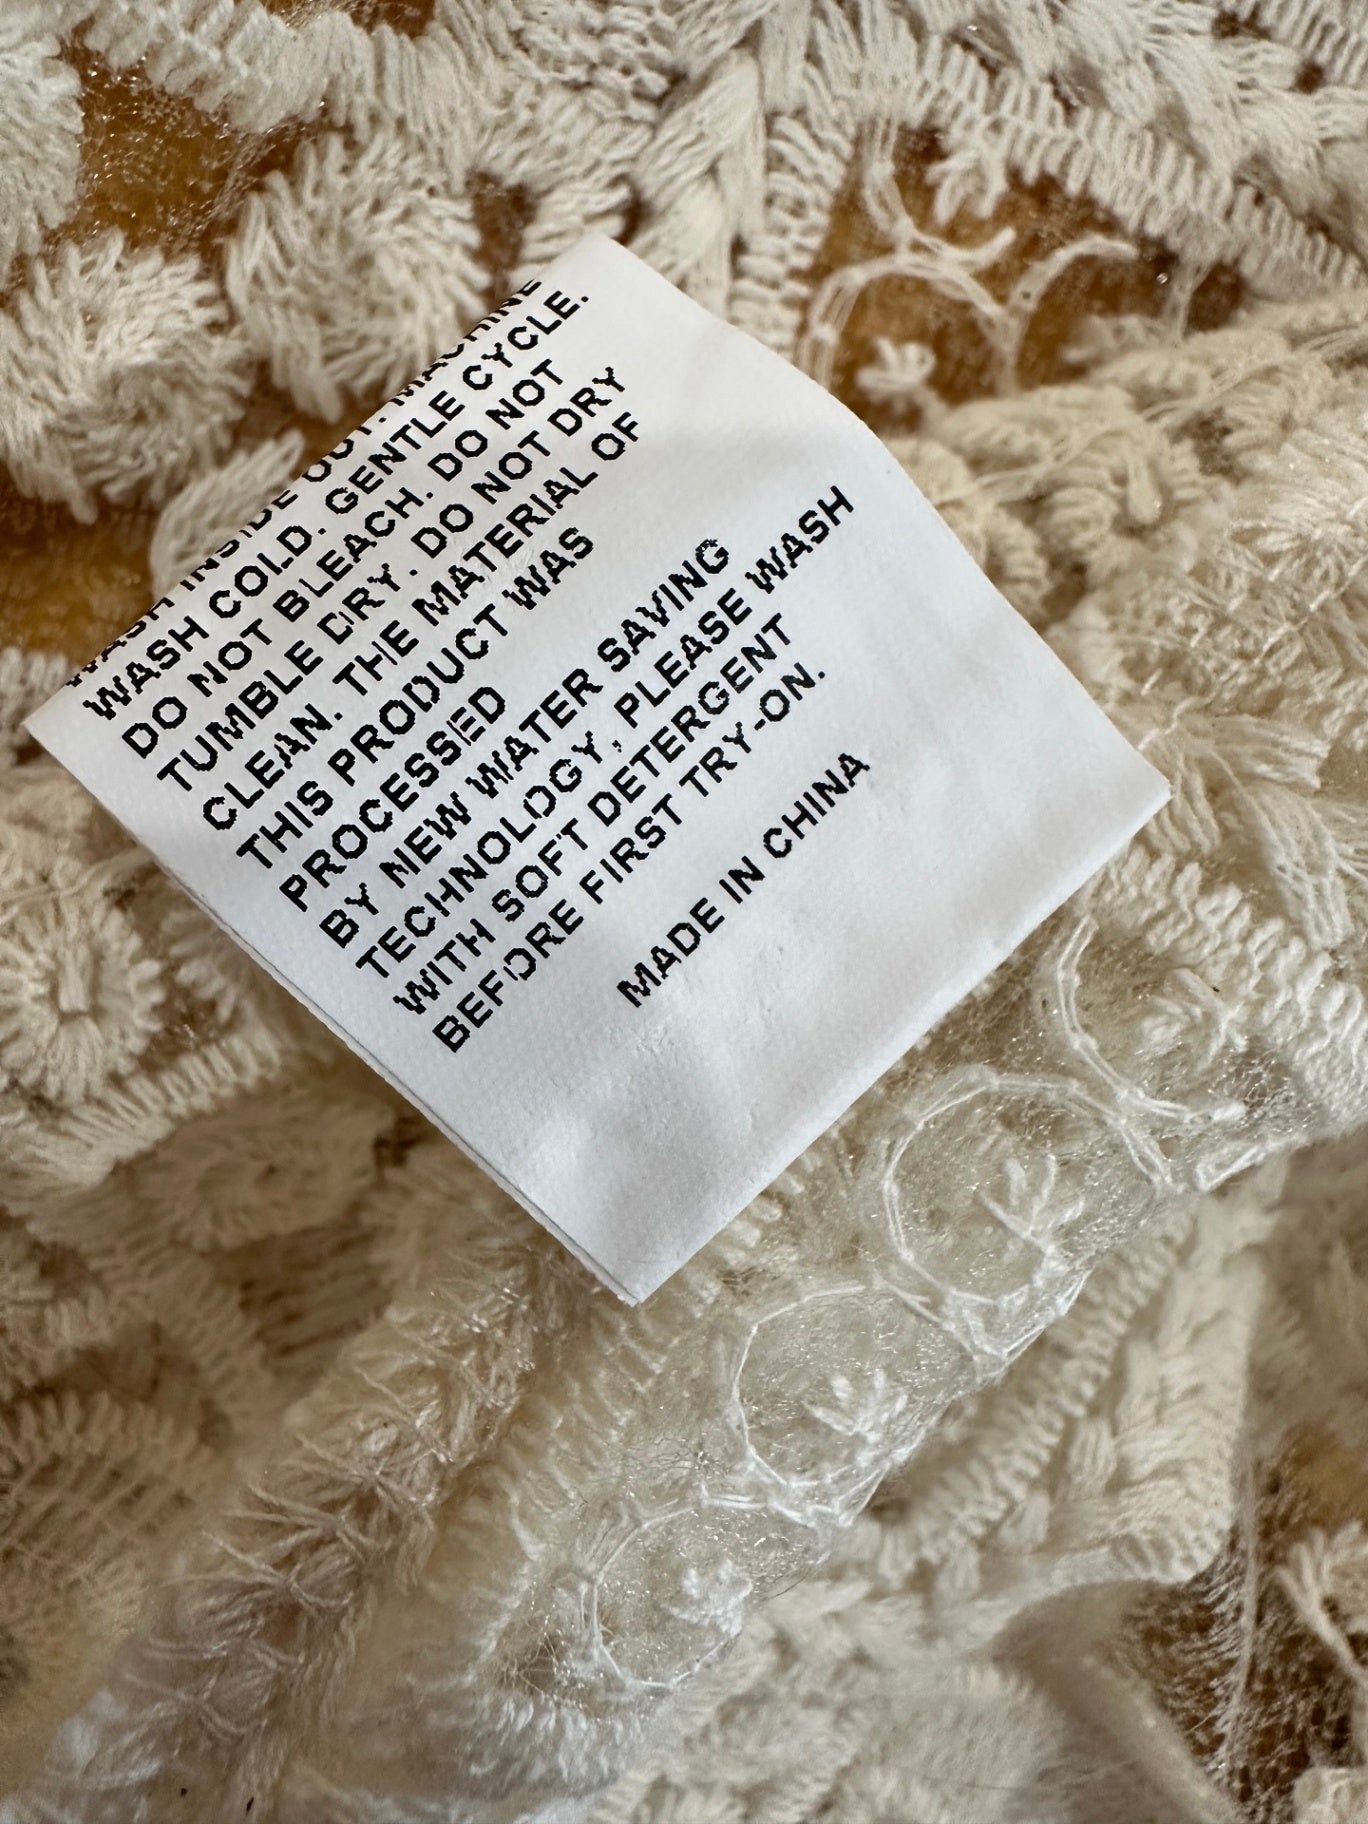 WASH INSIDE OUT. MACHINE
WASH COLD. GENTLE CYCLE.
DO NOT BLEACH. DO NOT
TUMBLE DRY. DO NOT DRY
CLEAN. THE MATERIAL OF
THIS PRODUCT WAS
PROCESSED
BY NEW WATER SAVING
TECHNOLOGY, PLEASE WASH
WITH SOFT DETERGENT
BEFORE FIRST TRY-ON.
MADE IN CHINA